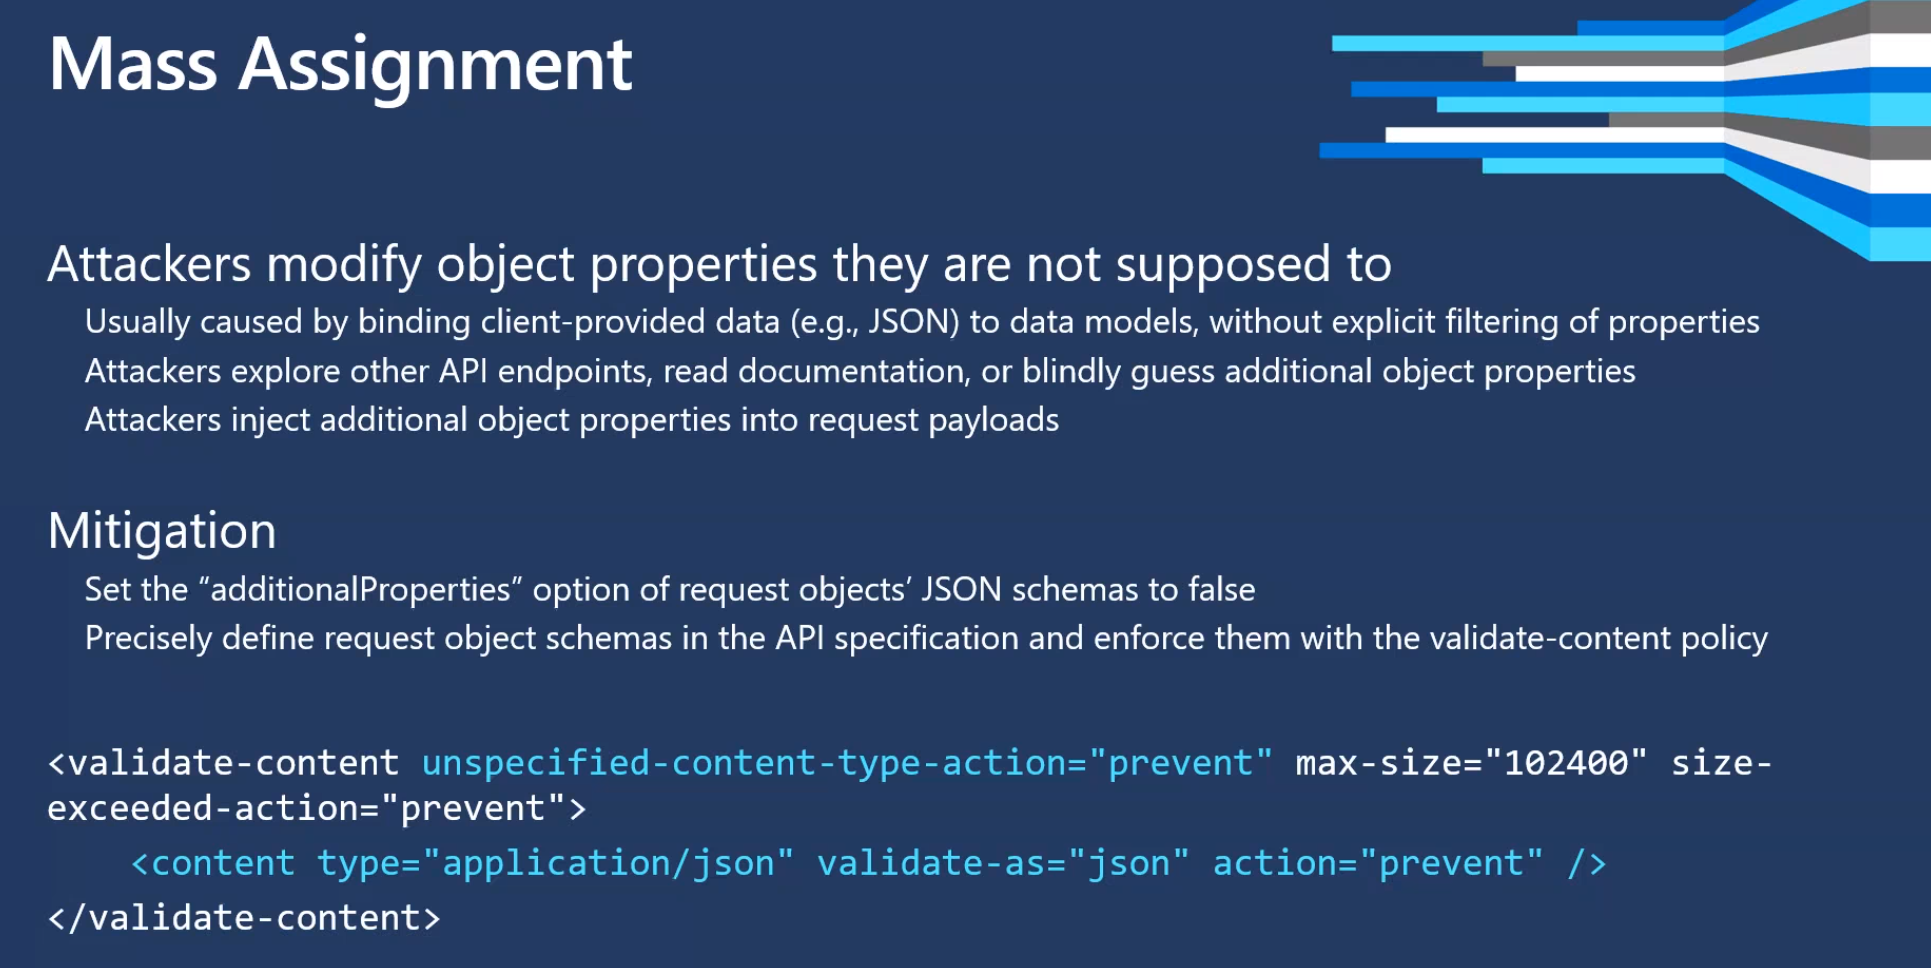 Mass Assignment
Attackers modify object properties they are not supposed to
Usually caused by binding client-provided data (e.g., JSON) to data models, without explicit filtering of properties
Attackers explore other API endpoints, read documentation, or blindly guess additional object properties
Attackers inject additional object properties into request payloads
Mitigation
Set the “additionalProperties” option of request objects’ JSON schemas to false
Precisely define request object schemas in the API specification and enforce them with the validate-content policy
<validate-content unspecified-content-type-action="prevent" max-size="102400" size-
exceeded-action="prevent">
    <content type="application/json" validate-as="json" action="prevent" />
</validate-content>